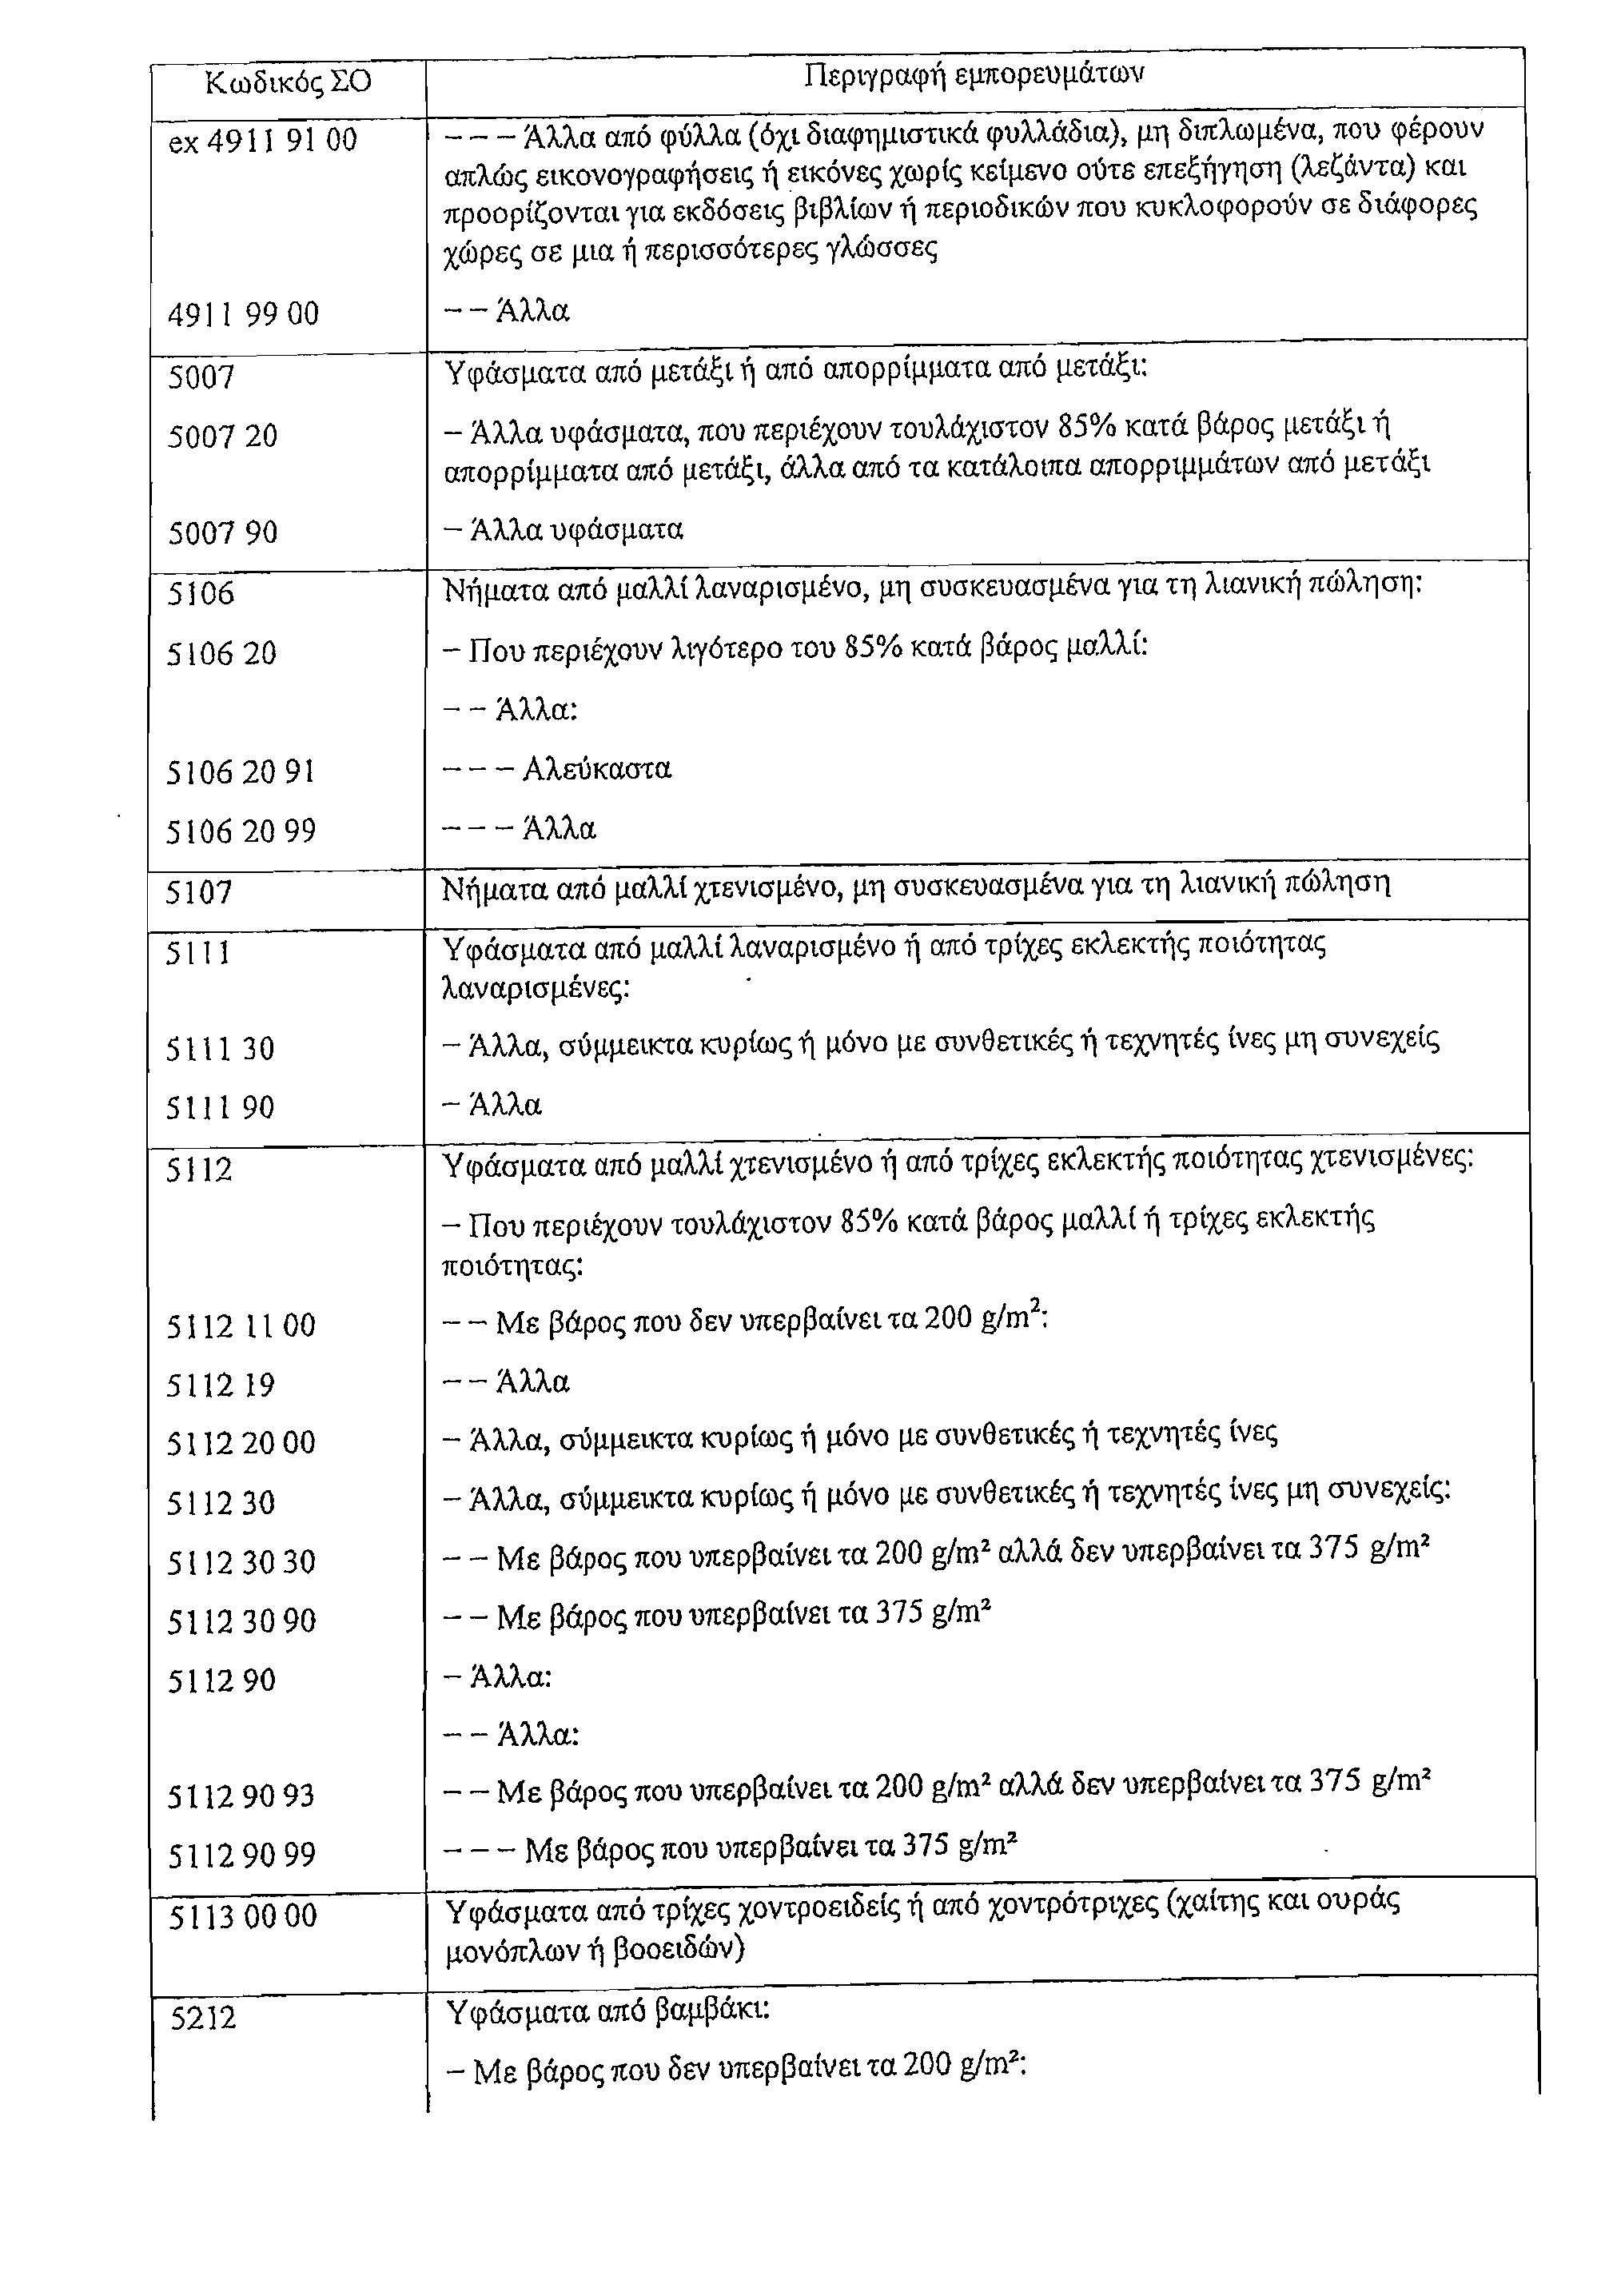 Κωδικός ΣΟ Περιγραφή εμπορευμάτων
ex 4911 91 00 – – – Άλλα από φύλλα (όχι διαφημιστικά φυλλάδια), μη διπλωμένα, που φέρουν
απλώς εικονογραφήσεις ή εικόνες χωρίς κείμενο ούτε επεξήγηση (λεζάντα) και
προορίζονται για εκδόσεις βιβλίων ή περιοδικών που κυκλοφορούν σε διάφορες
χώρες σε μια ή περισσότερες γλώσσες
4911 99 00 – – Άλλα
5007 Υφάσματα από μετάξι ή από απορρίμματα από μετάξι:
5007 20 – Άλλα υφάσματα, που περιέχουν τουλάχιστον 85% κατά βάρος μετάξι ή
απορρίμματα από μετάξι, άλλα από τα κατάλοιπα απορριμμάτων από μετάξι
5007 90 – Άλλα υφάσματα
5106 Νήματα από μαλλί λαναρισμένο, μη συσκευασμένα για τη λιανική πώληση:
5106 20 – Που περιέχουν λιγότερο του 85% κατά βάρος μαλλί:
– – Άλλα:
5106 20 91 – – – Αλεύκαστα
5106 20 99 – – – Άλλα
5107 Νήματα από μαλλί χτενισμένο, μη συσκευασμένα για τη λιανική πώληση
5111 Υφάσματα από μαλλί λαναρισμένο ή από τρίχες εκλεκτής ποιότητας
λαναρισμένες:
5111 30 – Άλλα, σύμμεικτα κυρίως ή μόνο με συνθετικές ή τεχνητές ίνες μη συνεχείς
5111 90 – Άλλα
5112 Υφάσματα από μαλλί χτενισμένο ή από τρίχες εκλεκτής ποιότητας χτενισμένες:
– Που περιέχουν τουλάχιστον 85% κατά βάρος μαλλί ή τρίχες εκλεκτής
ποιότητας:
5112 11 00 – – Με βάρος που δεν υπερβαίνει τα 200 g/m²:
5112 19 – – Άλλα
5112 20 00 – Άλλα, σύμμεικτα κυρίως ή μόνο με συνθετικές ή τεχνητές ίνες
5112 30 – Άλλα, σύμμεικτα κυρίως ή μόνο με συνθετικές ή τεχνητές ίνες μη συνεχείς:
5112 30 30 – – Με βάρος που υπερβαίνει τα 200 g/m² αλλά δεν υπερβαίνει τα 375 g/m²
5112 30 90 – – Με βάρος που υπερβαίνει τα 375 g/m²
5112 90 – Άλλα:
– – Άλλα:
5112 90 93 – – Με βάρος που υπερβαίνει τα 200 g/m² αλλά δεν υπερβαίνει τα 375 g/m²
5112 90 99 – – – Με βάρος που υπερβαίνει τα 375 g/m²
5113 00 00 Υφάσματα από τρίχες χοντροειδείς ή από χοντρότριχες (χαίτης και ουράς
μονόπλων ή βοοειδών)
5212 Υφάσματα από βαμβάκι:
– Με βάρος που δεν υπερβαίνει τα 200 g/m²: